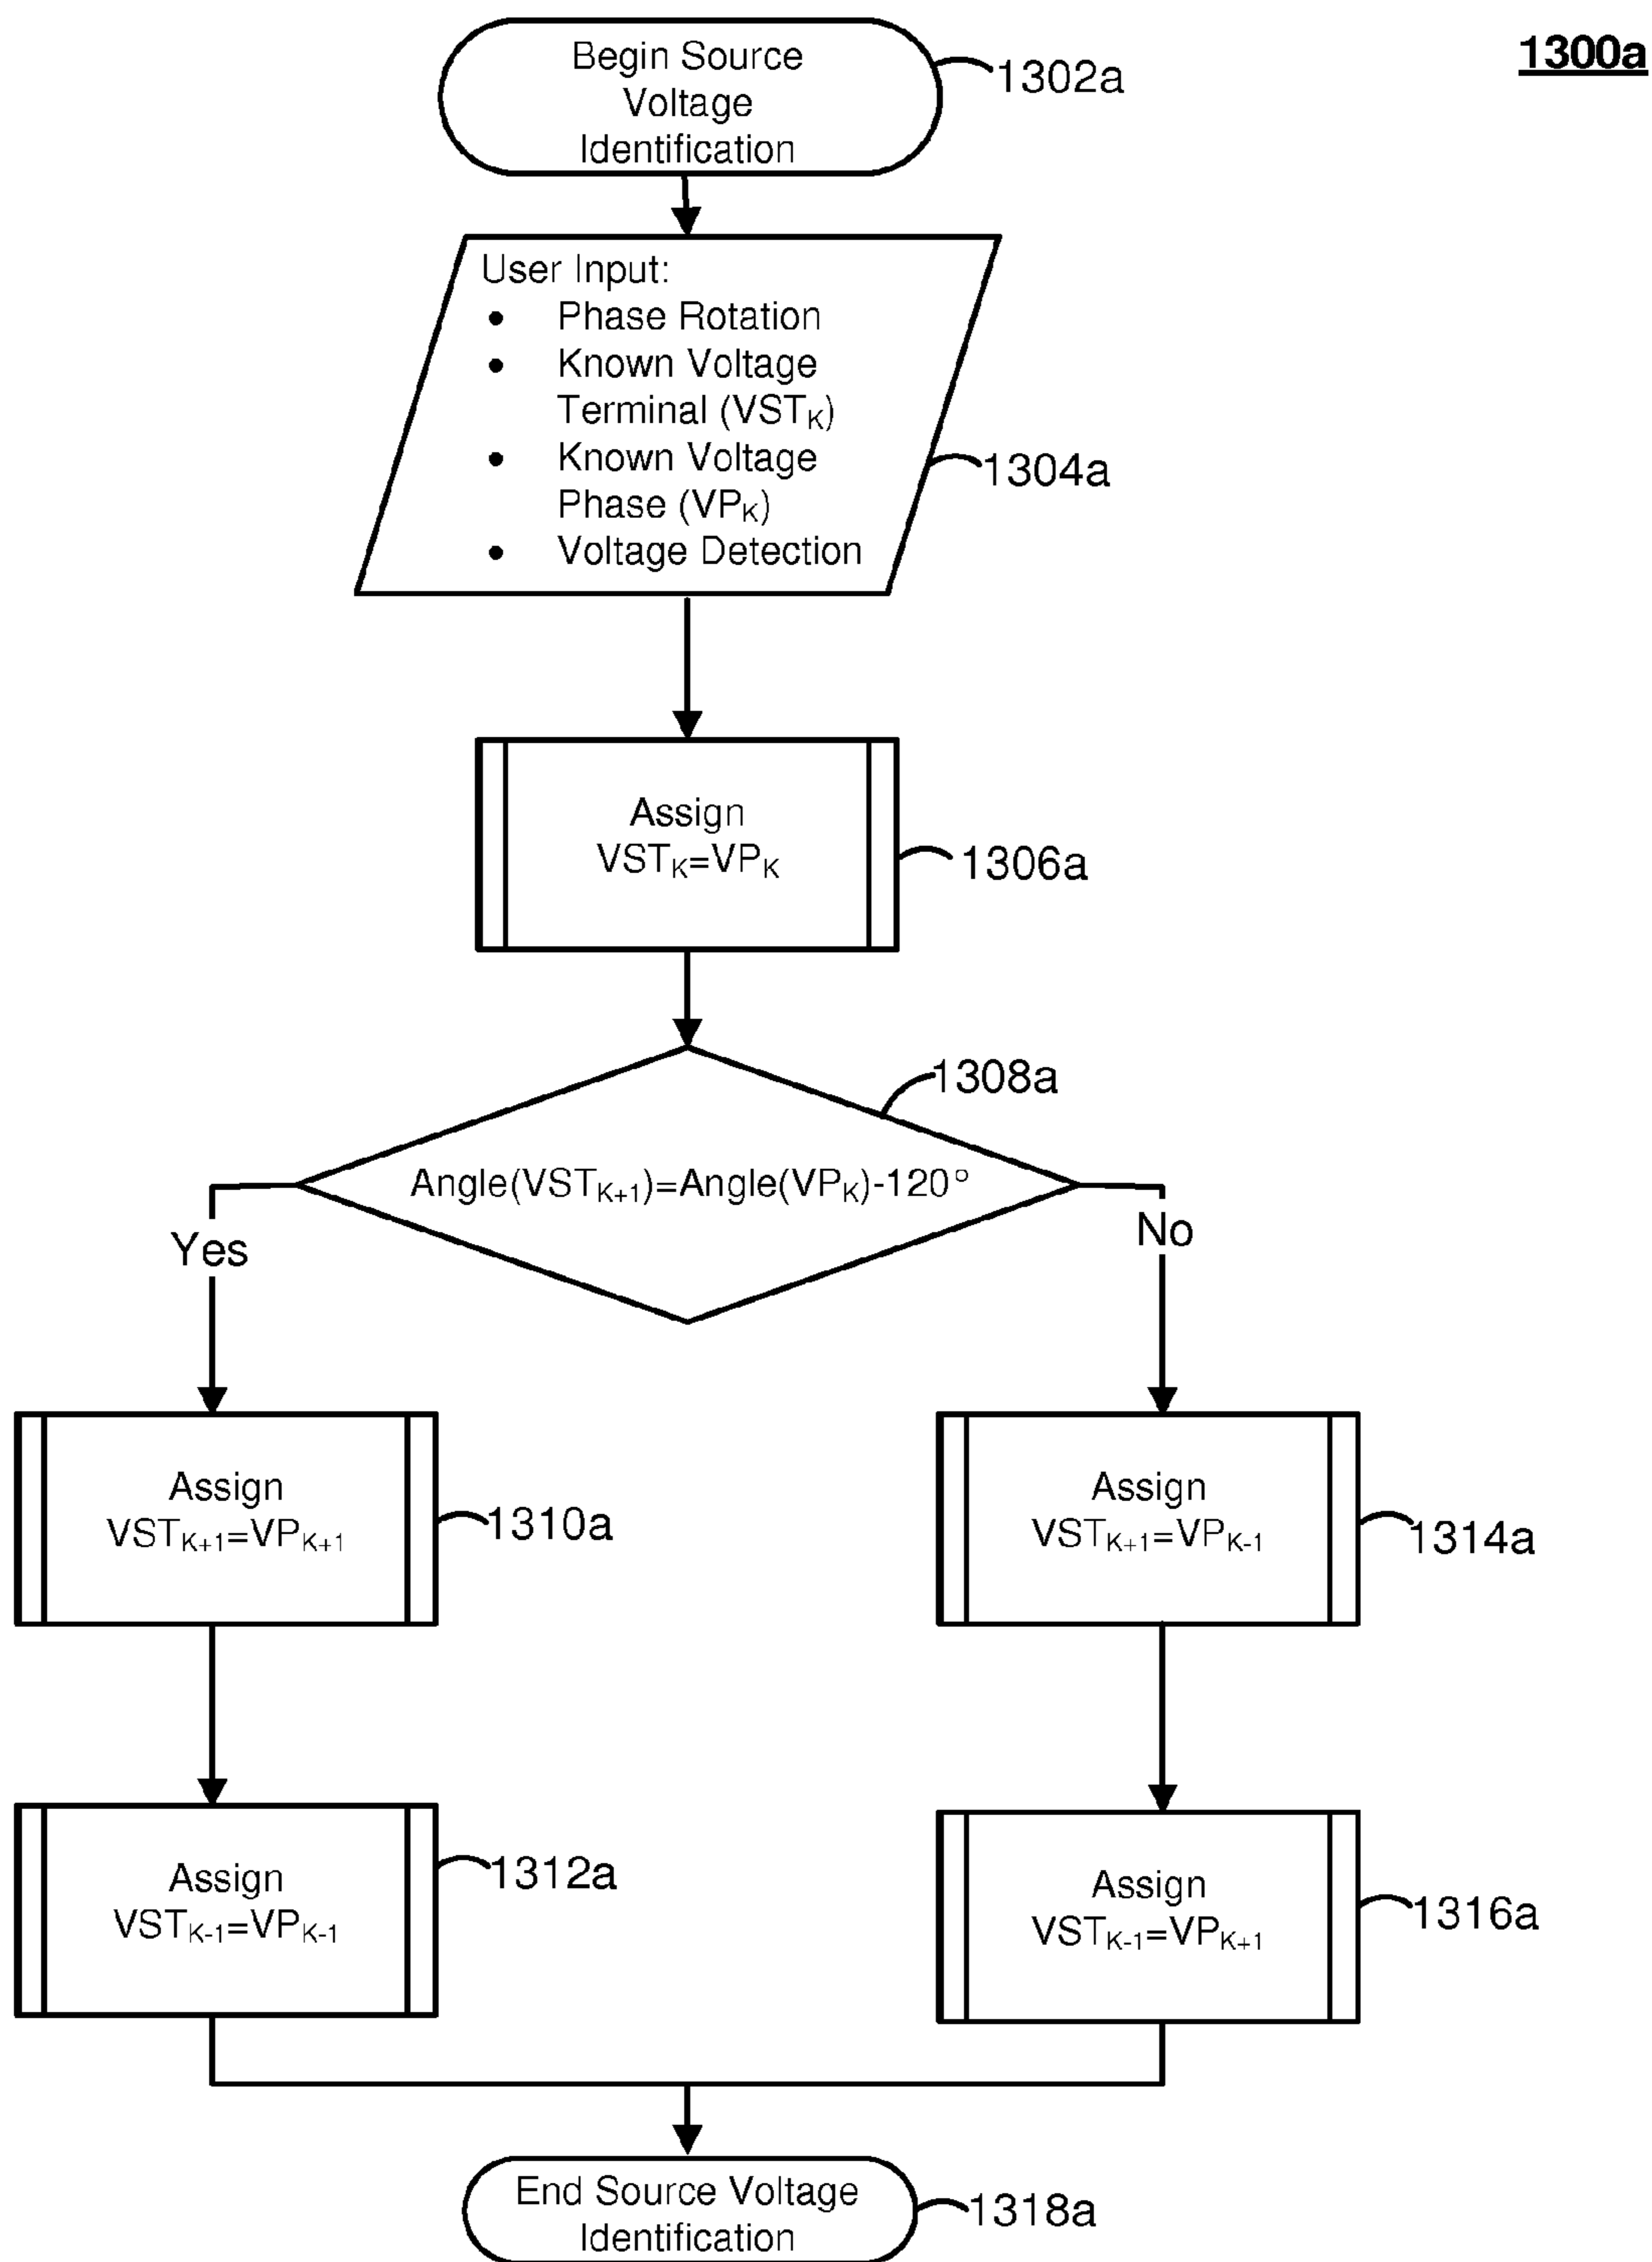 1300a
Begin Source
Voltage
Identification
1302a
User Input:
• Phase Rotation
• Known Voltage
Terminal (VSTK)
• Known Voltage
Phase (VPK)
• Voltage Detection
1304a
Assign
VSTK=VPK
1306a
1308a
Angle(VSTK+1)=Angle(VPK)-120°
Yes
No
Assign
VSTK+1=VPK+1
1310a
Assign
VSTK+1=VPK-1
1314a
Assign
VSTK-1=VPK-1
1312a
Assign
VSTK-1=VPK+1
1316a
End Source Voltage
Identification
1318a